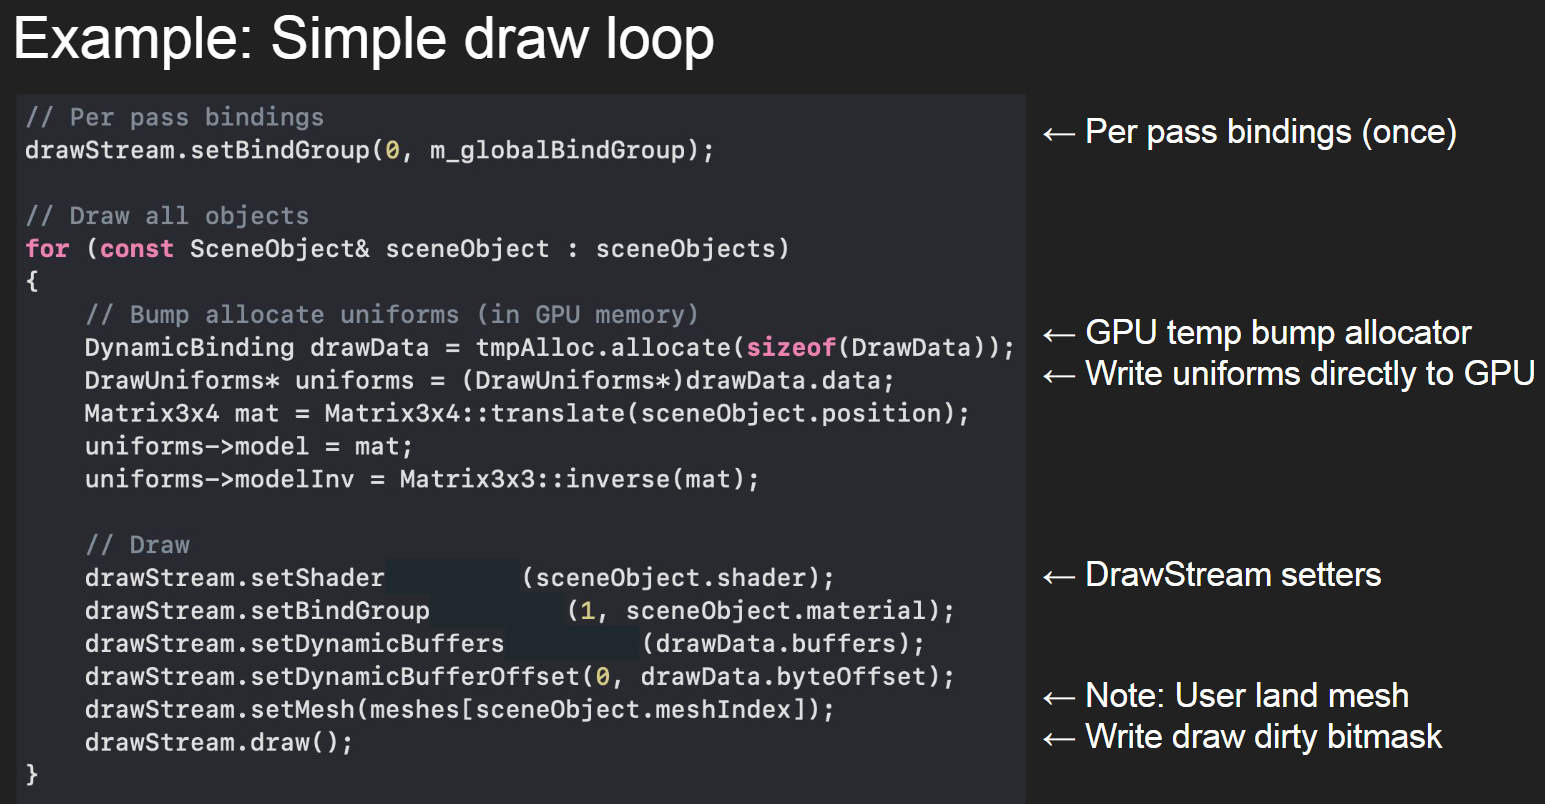 Example: Simple draw loop
// Per pass bindings
drawStream.setBindGroup(0, m_globalBindGroup);
← Per pass bindings (once)
// Draw all objects
for (const SceneObject& sceneObject : sceneObjects)
{
// Bump allocate uniforms (in GPU memory)
DynamicBinding drawData = tmpAlloc.allocate(sizeof(DrawData));
← GPU temp bump allocator
DrawUniforms* uniforms = (DrawUniforms*)drawData.data;
← Write uniforms directly to GPU
Matrix3x4 mat = Matrix3x4::translate(sceneObject.position);
uniforms->model = mat;
uniforms->modelInv = Matrix3x3::inverse(mat);
// Draw
drawStream.setShader         (sceneObject.shader);
← DrawStream setters
drawStream.setBindGroup         (1, sceneObject.material);
drawStream.setDynamicBuffers         (drawData.buffers);
drawStream.setDynamicBufferOffset(0, drawData.byteOffset);
drawStream.setMesh(meshes[sceneObject.meshIndex]);
← Note: User land mesh
drawStream.draw();
← Write draw dirty bitmask
}